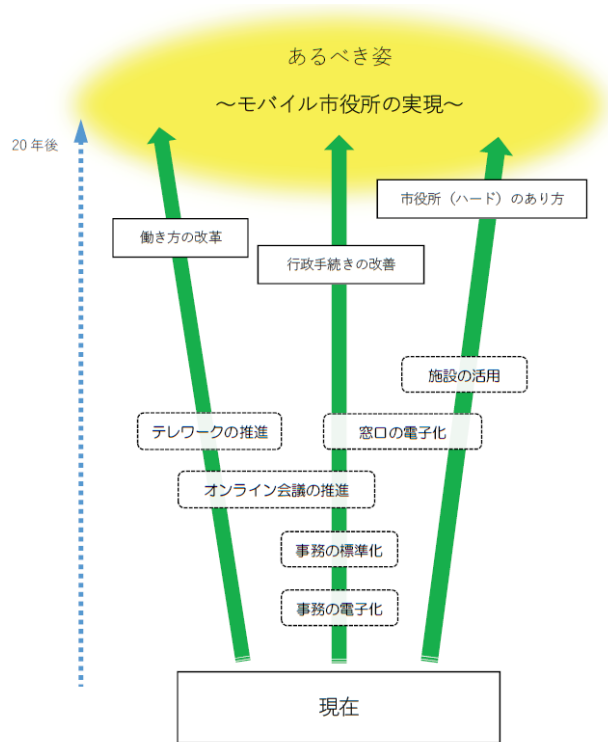 あるべき姿
～モバイル市役所の実現～
20年後
市役所（ハード）のあり方
働き方の改革
行政手続きの改善
施設の活用
テレワークの推進
窓口の電子化
オンライン会議の推進
事務の標準化
事務の電子化
現在